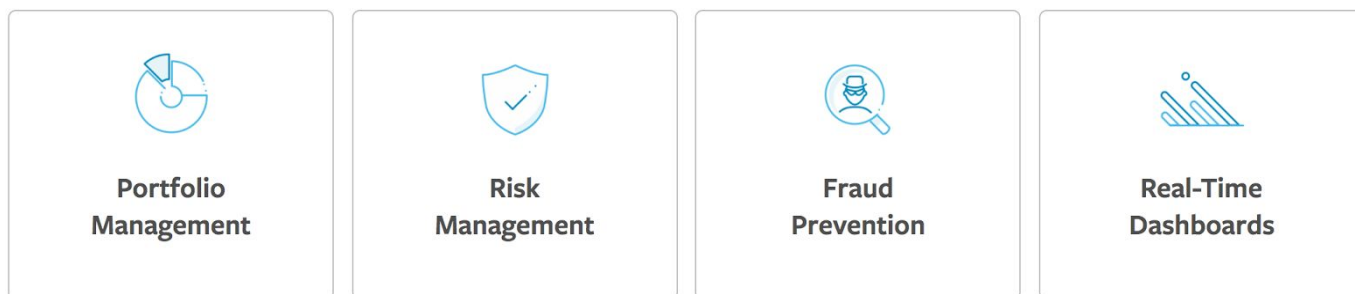 Portfolio
Management
Risk
Management
Fraud
Prevention
Real-Time
Dashboards